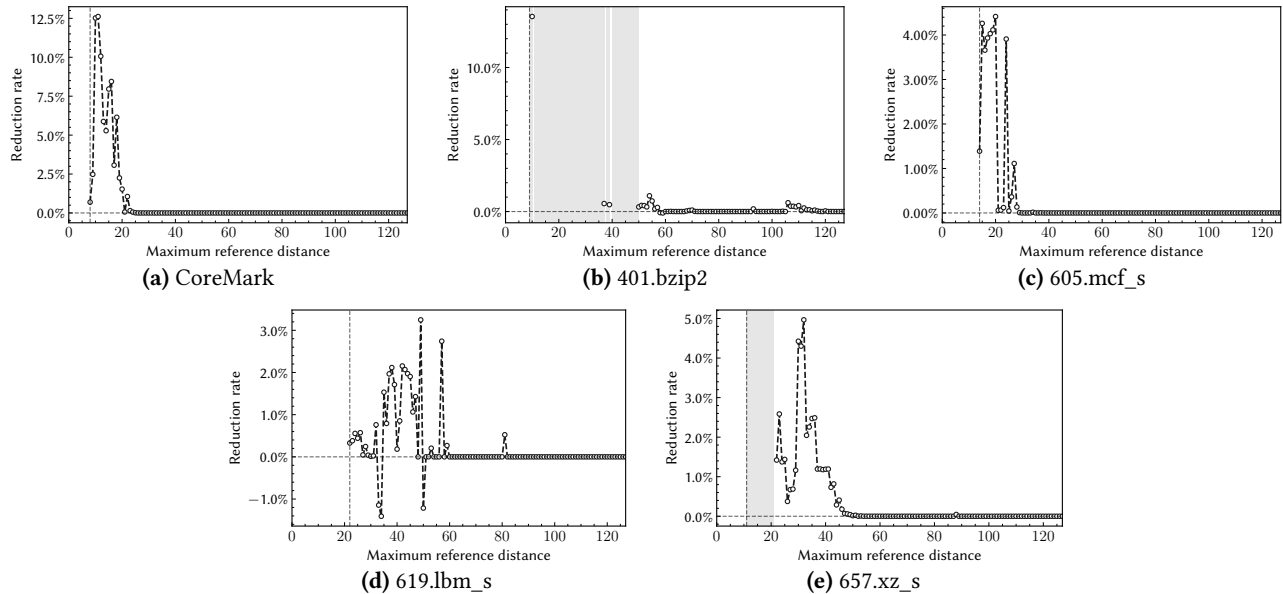 12.5%
10.0%
7.5%
5.0%
2.5%
0.0%
Reduction rate
0 20 40 60 80 100 120
Maximum reference distance
(a) CoreMark
10.0%
5.0%
0.0%
Reduction rate
0 20 40 60 80 100 120
Maximum reference distance
(b) 401.bzip2
4.00%
3.00%
2.00%
1.00%
0.00%
Reduction rate
0 20 40 60 80 100 120
Maximum reference distance
(c) 605.mcf_s
3.0%
2.0%
1.0%
0.0%
−1.0%
Reduction rate
0 20 40 60 80 100 120
Maximum reference distance
(d) 619.lbm_s
5.0%
4.0%
3.0%
2.0%
1.0%
0.0%
Reduction rate
0 20 40 60 80 100 120
Maximum reference distance
(e) 657.xz_s